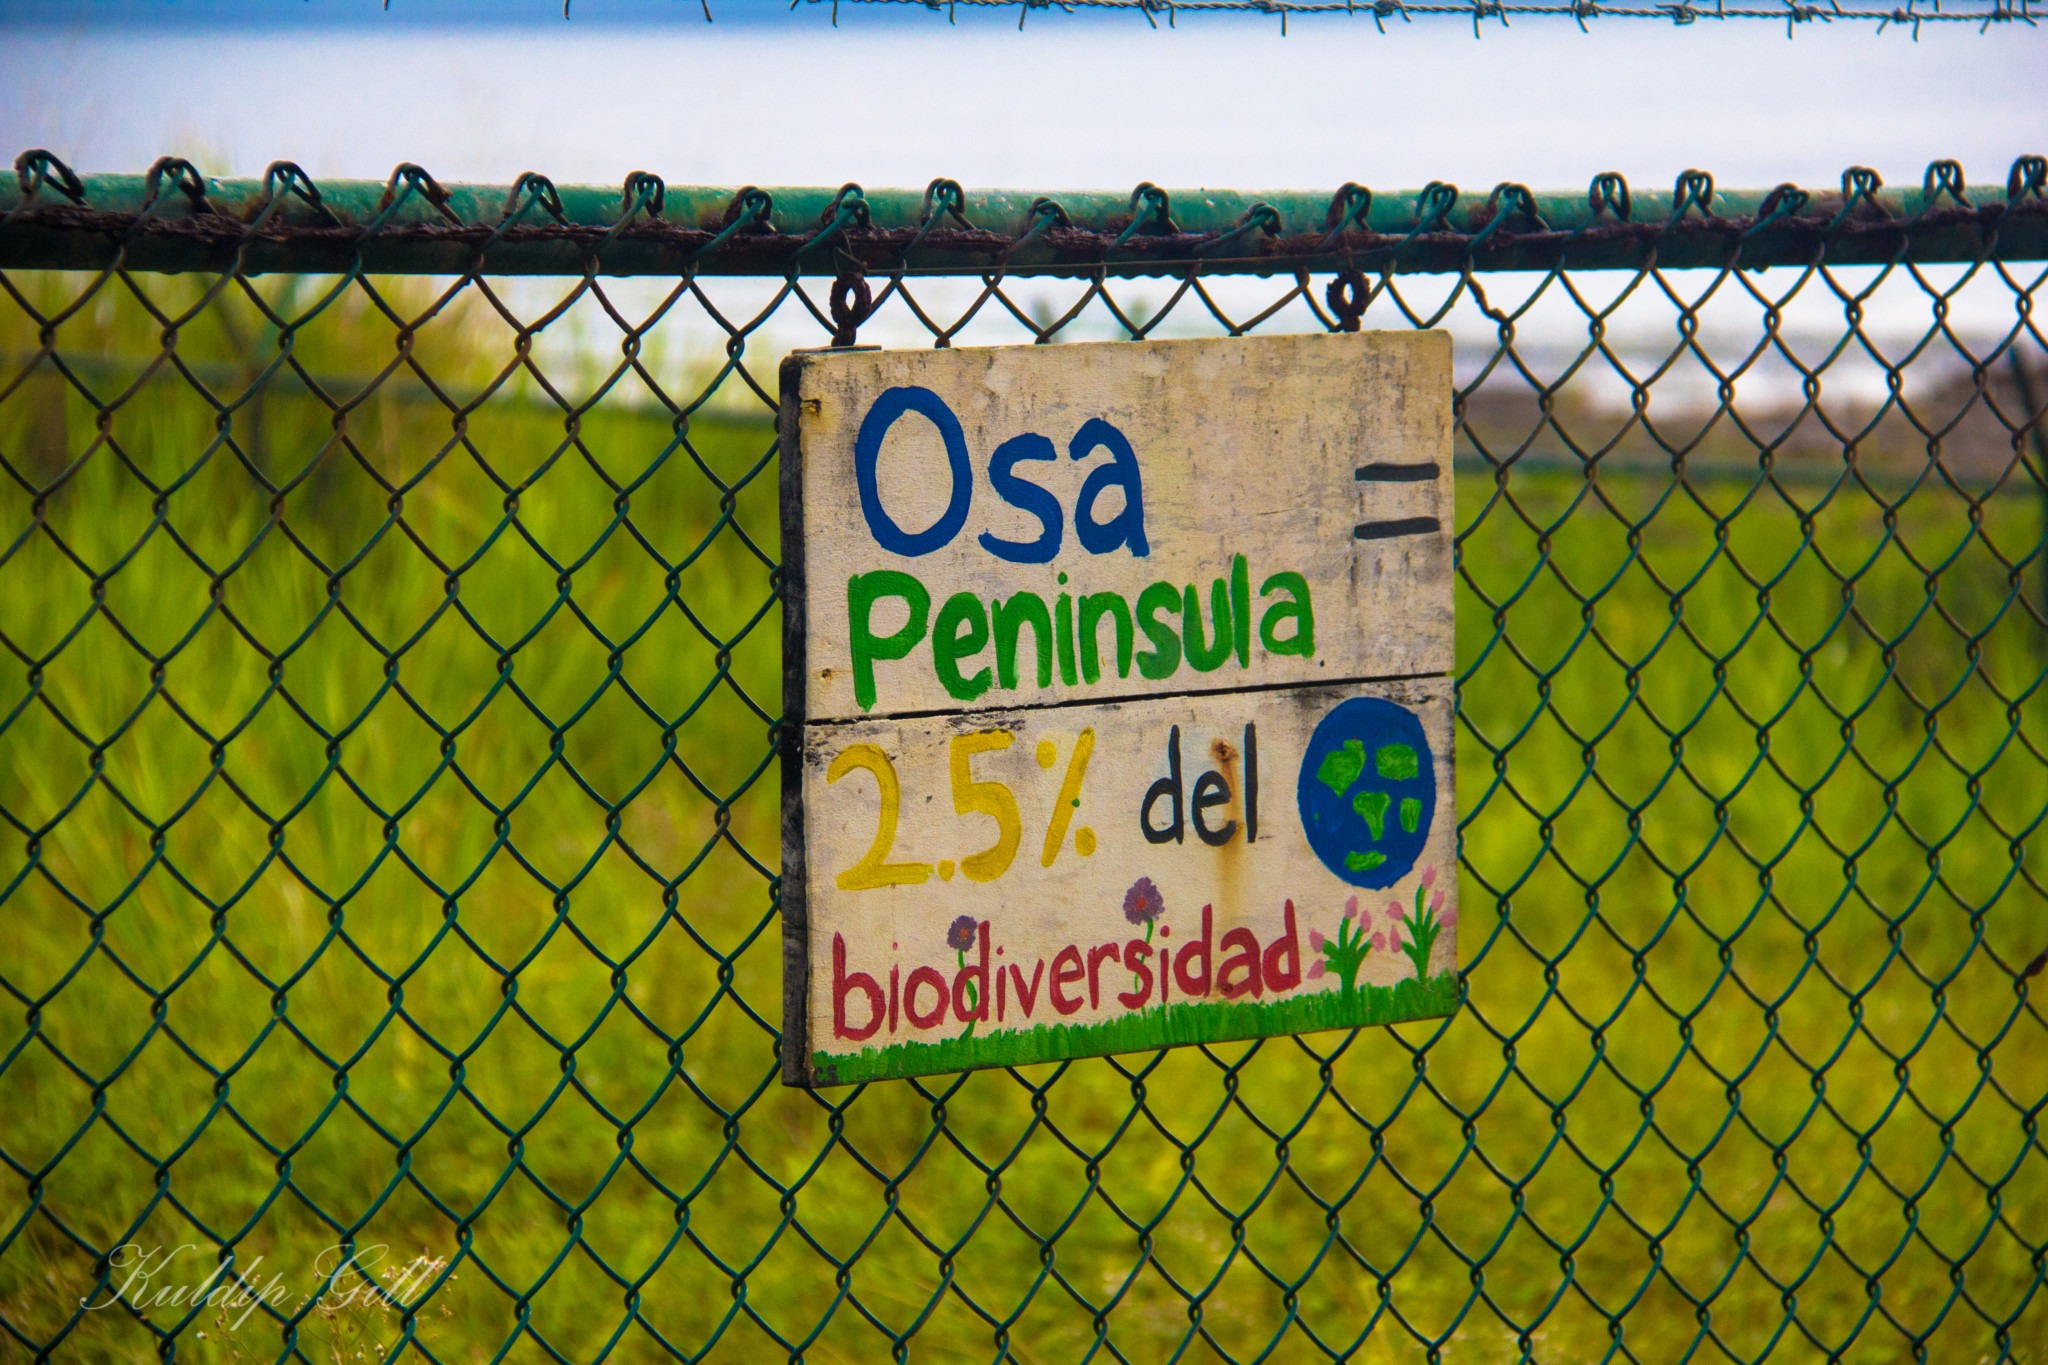 Osa =
Peninsula
2.5% del
biodiversidad
Kuldip Gill